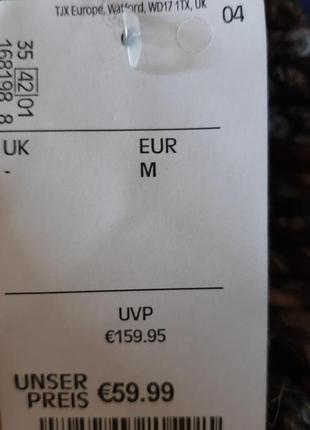 TJX Europe, Watford, WD17 1TX, UK
04
35 42 01
168198 8
UK
EUR
-
M
UVP
€159.95
UNSER
PREIS €59.99